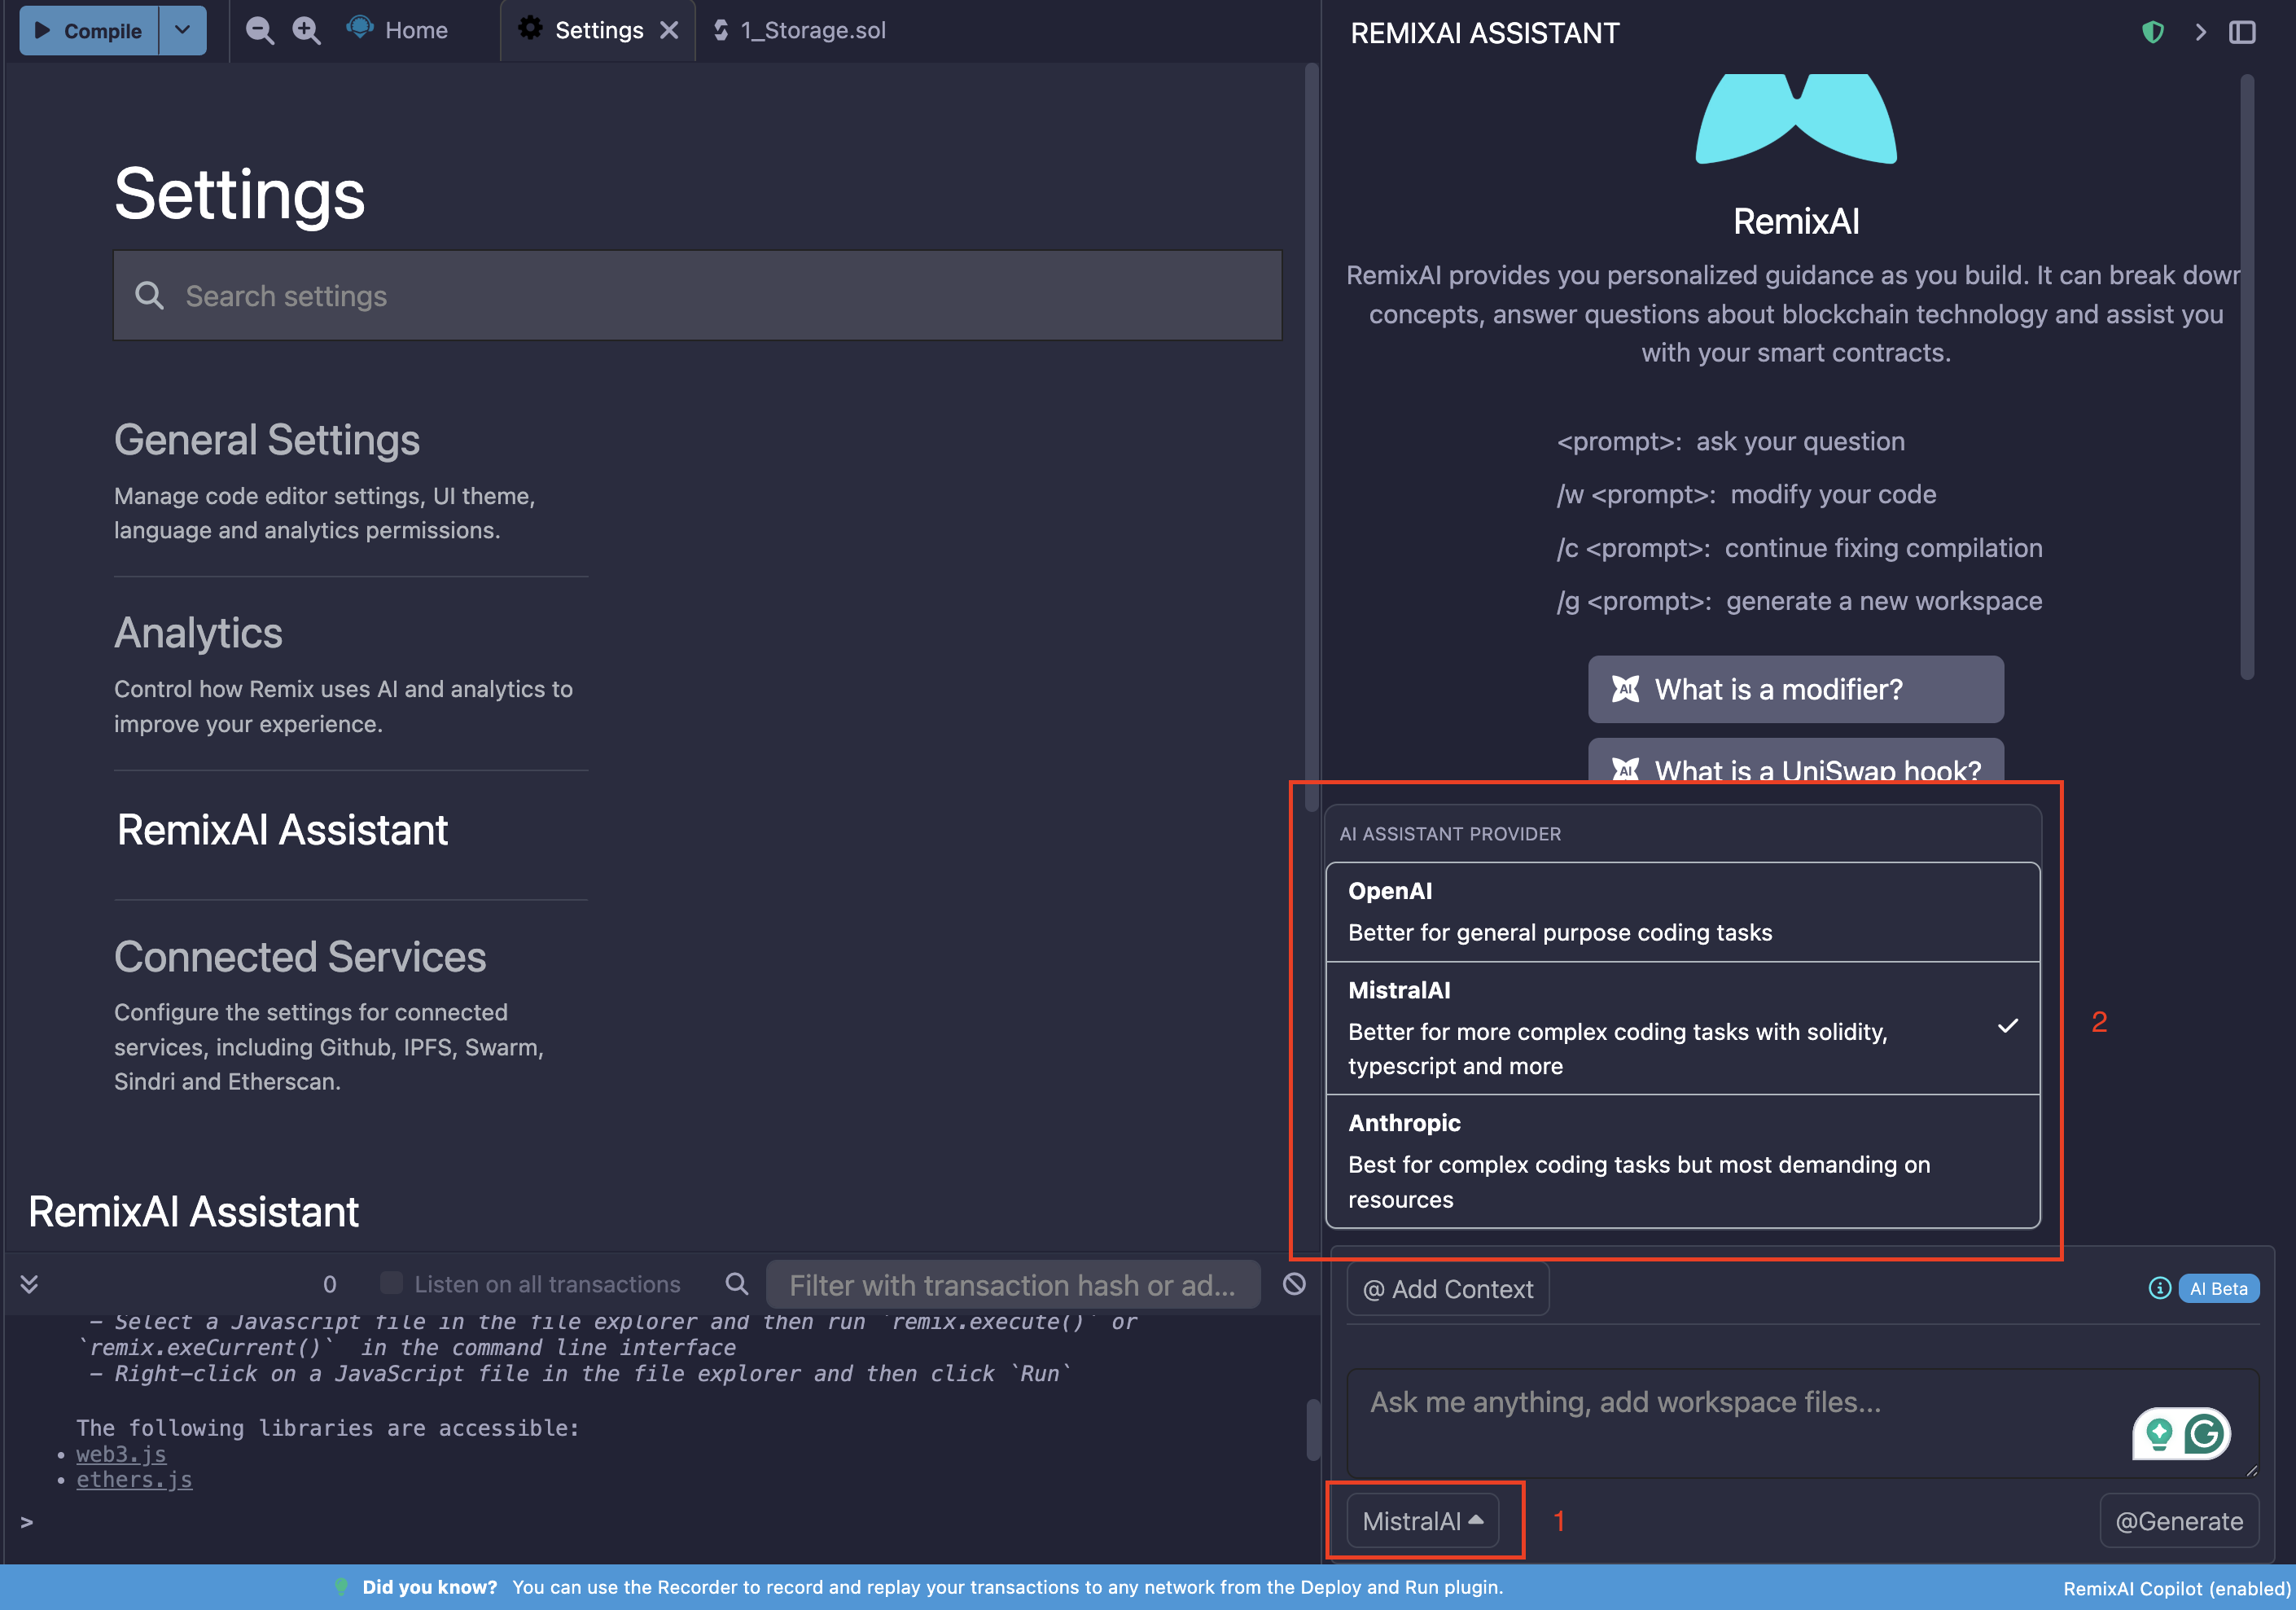 Compile
Home
Settings
1_Storage.sol
Settings
Search settings
General Settings
Manage code editor settings, UI theme,
language and analytics permissions.
Analytics
Control how Remix uses AI and analytics to
improve your experience.
RemixAI Assistant
Connected Services
Configure the settings for connected
services, including Github, IPFS, Swarm,
Sindri and Etherscan.
RemixAI Assistant
0
Listen on all transactions
Filter with transaction hash or ad...
- Select a Javascript file in the file explorer and then run `remix.execute()` or
`remix.exeCurrent()`  in the command line interface
- Right-click on a JavaScript file in the file explorer and then click `Run`
The following libraries are accessible:
• web3.js
• ethers.js
>
REMIXAI ASSISTANT
RemixAI
RemixAI provides you personalized guidance as you build. It can break down
concepts, answer questions about blockchain technology and assist you
with your smart contracts.
<prompt>: ask your question
/w <prompt>: modify your code
/c <prompt>: continue fixing compilation
/g <prompt>: generate a new workspace
AI What is a modifier?
AI What is a UniSwap hook?
AI ASSISTANT PROVIDER
OpenAI
Better for general purpose coding tasks
MistralAI
Better for more complex coding tasks with solidity,
typescript and more
2
Anthropic
Best for complex coding tasks but most demanding on
resources
@ Add Context
AI Beta
Ask me anything, add workspace files...
MistralAI
1
@Generate
Did you know? You can use the Recorder to record and replay your transactions to any network from the Deploy and Run plugin.
RemixAI Copilot (enabled)